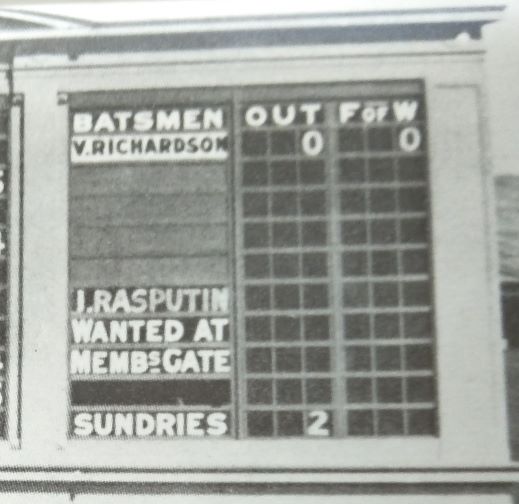 BATSMEN OUT F OF W
V.RICHARDSON 0 0
J.RASPUTIN
WANTED AT
MEMBS GATE
SUNDRIES 2